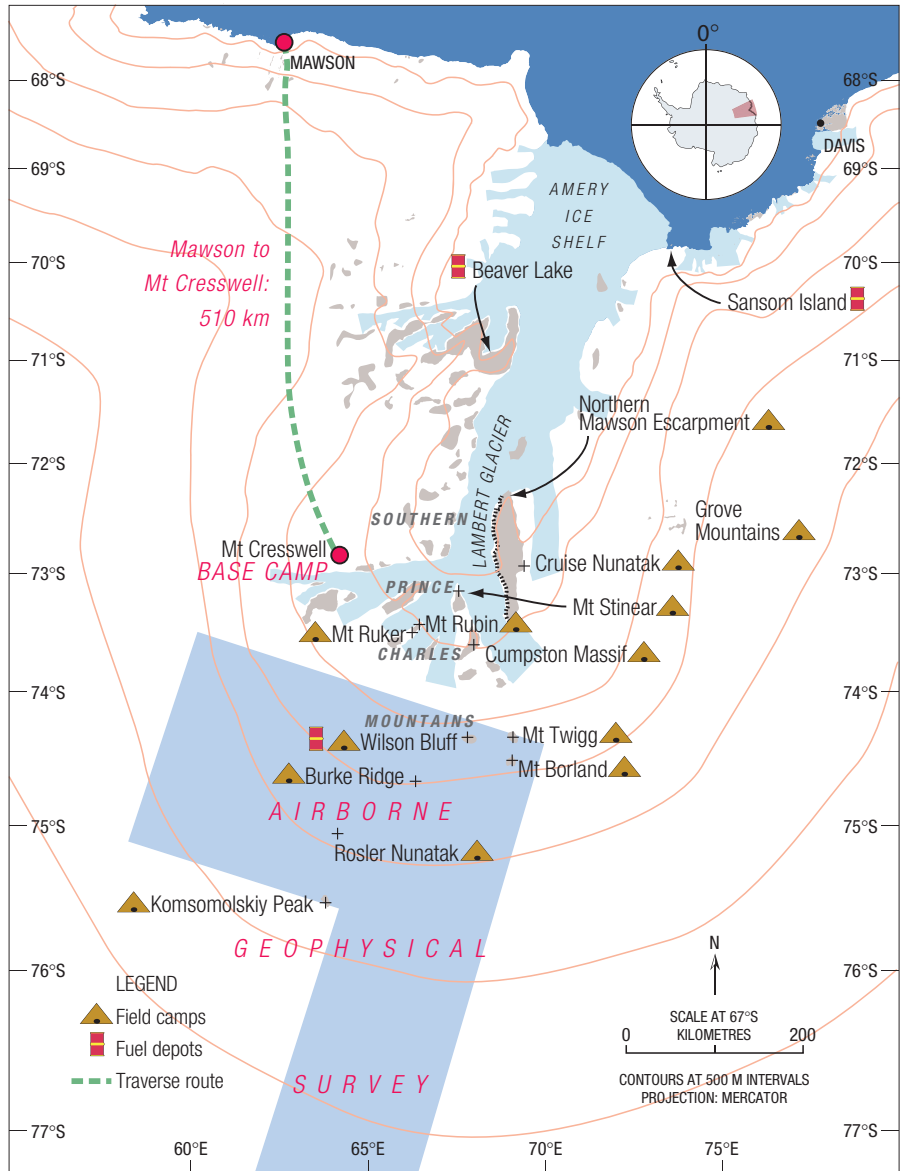 0°
68°S
MAWSON
68°S
DAVIS
69°S
69°S
AMERY
ICE
SHELF
Mawson to
Mt Cresswell:
510 km
70°S
Beaver Lake
70°S
Sansom Island
71°S
71°S
Northern
Mawson Escarpment
72°S
72°S
LAMBERT GLACIER
SOUTHERN
Grove
Mountains
Mt Cresswell
BASE CAMP
73°S
Cruise Nunatak
73°S
PRINCE
Mt Stinear
Mt Ruker
Mt Rubin
CHARLES
Cumpston Massif
74°S
74°S
MOUNTAINS
Wilson Bluff
Mt Twigg
Burke Ridge
Mt Borland
AIRBORNE
75°S
75°S
Rosler Nunatak
Komsomolskiy Peak
GEOPHYSICAL
76°S
76°S
N
LEGEND
Field camps
Fuel depots
Traverse route
SCALE AT 67°S
KILOMETRES
0
200
CONTOURS AT 500 M INTERVALS
PROJECTION: MERCATOR
SURVEY
77°S
77°S
60°E
65°E
70°E
75°E